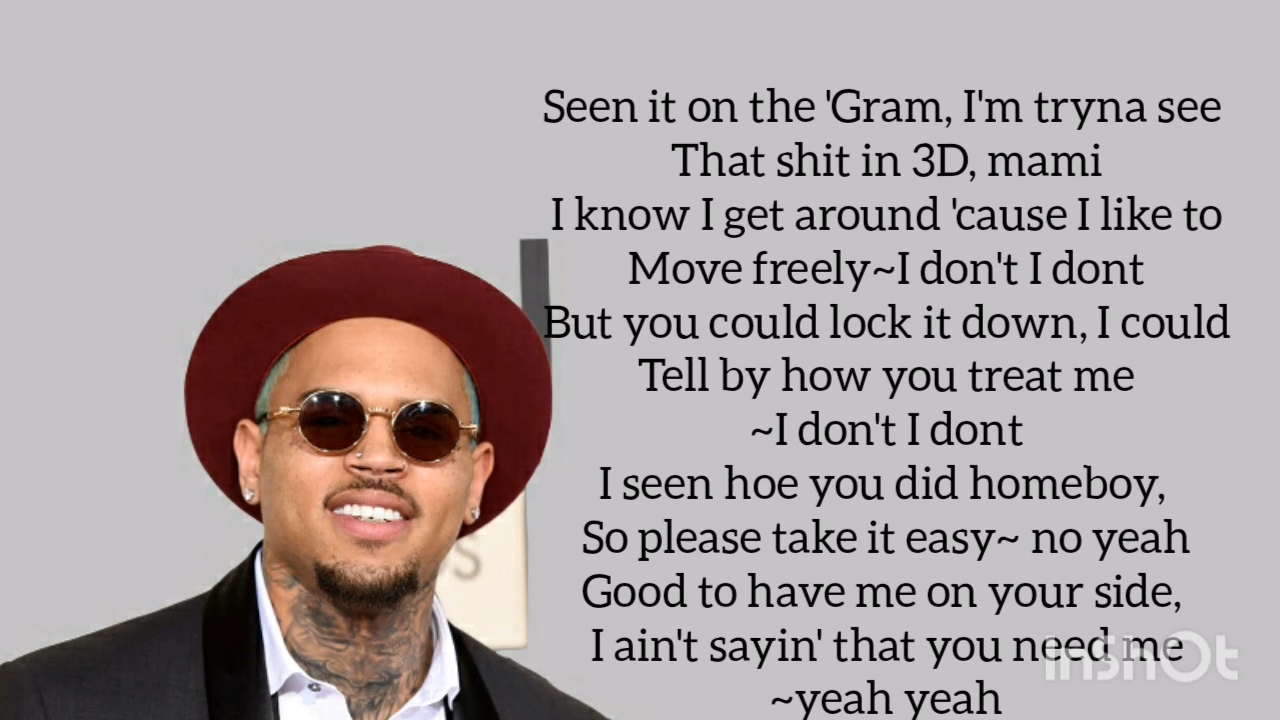 Seen it on the 'Gram, I'm tryna see
That shit in 3D, mami
I know I get around 'cause I like to
Move freely~I don't I dont
But you could lock it down, I could
Tell by how you treat me
~I don't I dont
I seen hoe you did homeboy,
So please take it easy~ no yeah
Good to have me on your side,
I ain't sayin' that you need me
~yeah yeah
InShOt